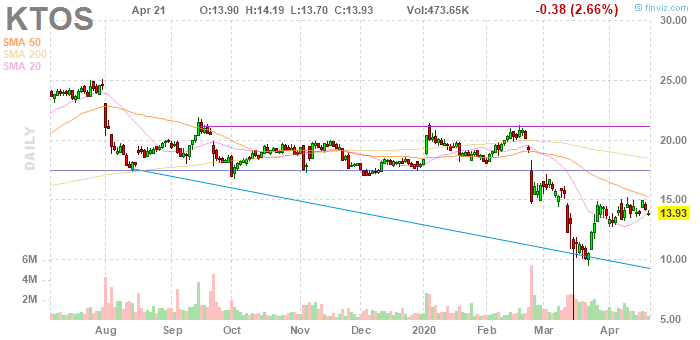 KTOS
Apr 21 O:13.90 H:14.19 L:13.70 C:13.93 Vol:473.65K -0.38 (2.66%)
© finviz.com
SMA 50
SMA 200
SMA 20
DAILY
30.00
25.00
20.00
15.00
13.93
10.00
5.00
6M
4M
2M
Aug Sep Oct Nov Dec 2020 Feb Mar Apr